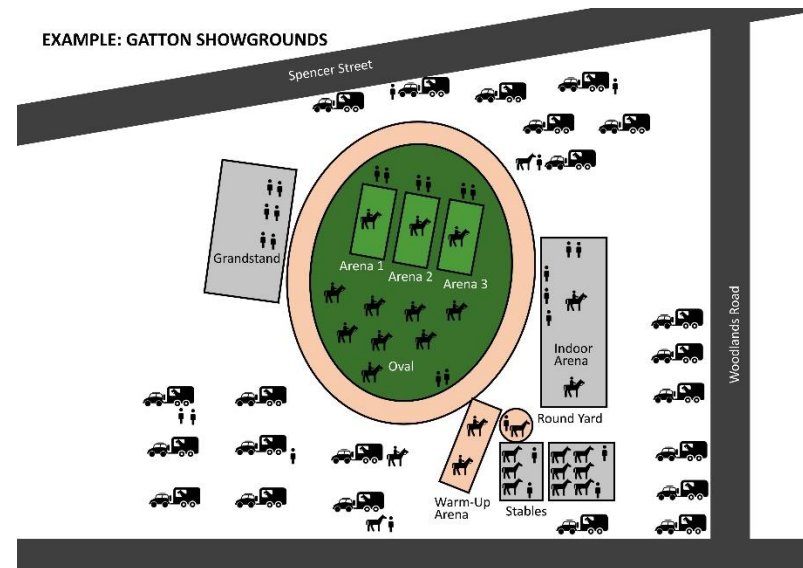 EXAMPLE: GATTON SHOWGROUNDS
Spencer Street
Grandstand
Arena 1
Arena 2
Arena 3
Oval
Indoor
Arena
Woodlands Road
Round Yard
Warm-Up
Arena
Stables